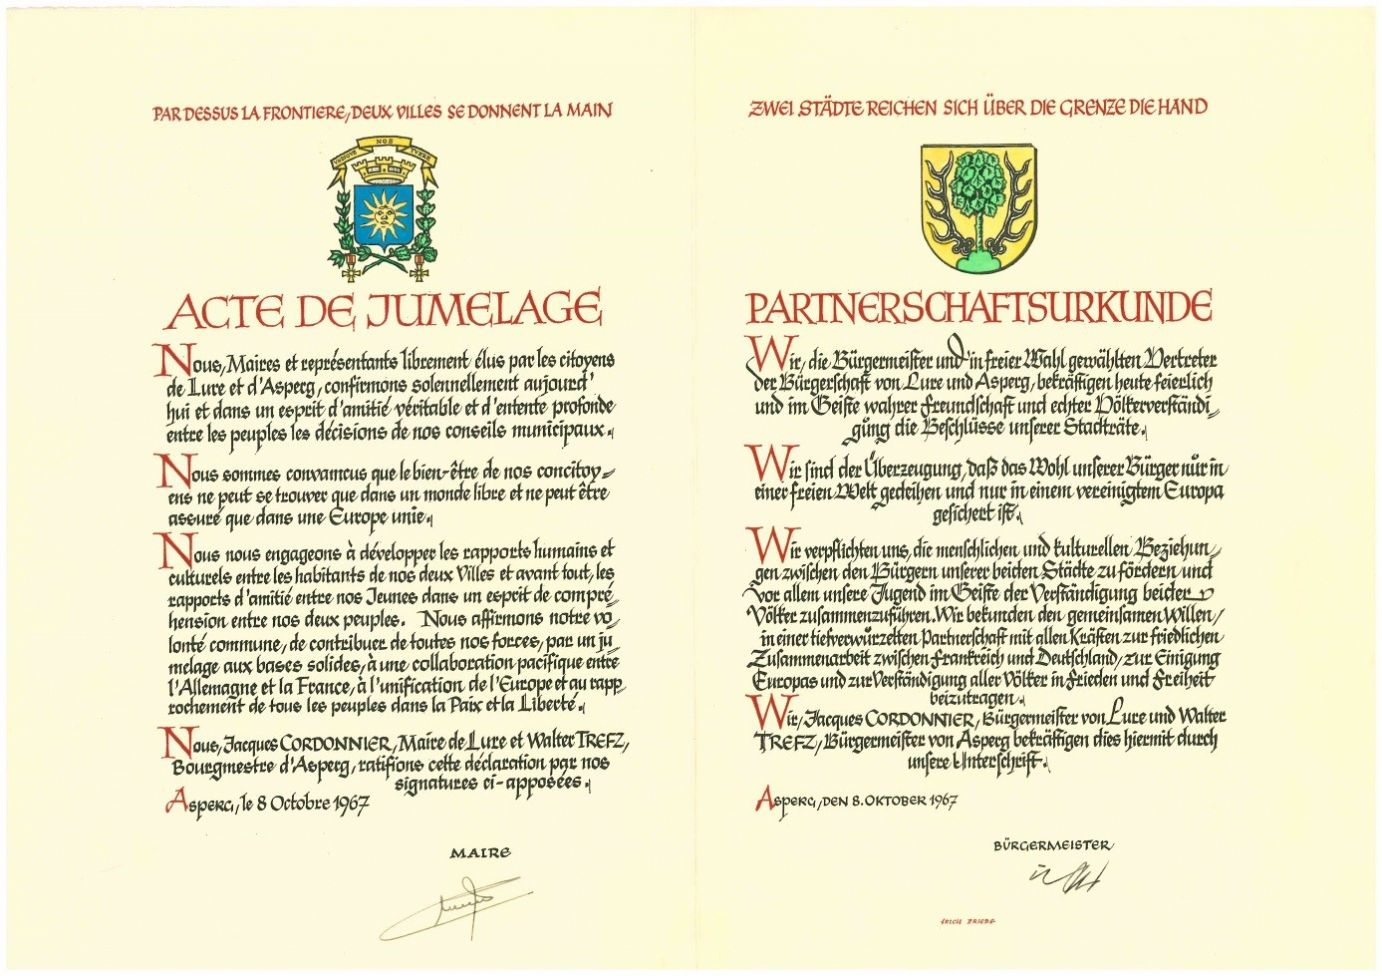 PAR DESSUS LA FRONTIERE, DEUX VILLES SE DONNENT LA MAIN
NOS
ACTE DE JUMELAGE
Nous, Maires et représentants librement élus par les citoyens
de Lure et d'Asperg, confirmons solennellement aujourd'
hui et dans un esprit d'amitié véritable et d'entente profonde
entre les peuples les décisions de nos conseils municipaux.
Nous sommes convaincus que le bien-être de nos concitoy=
ens ne peut se trouver que dans un monde libre et ne peut être
assuré que dans une Europe unie.
Nous nous engageons à développer les rapports humains et
culturels entre les habitants de nos deux Villes et avant tout, les
rapports d'amitié entre nos Jeunes dans un esprit de compré=
hension entre nos deux peuples. Nous affirmons notre vo=
lonté commune, de contribuer de toutes nos forces, par un ju=
melage aux bases solides, à une collaboration pacifique entre
l'Allemagne et la France, à l'unification de l'Europe et au rapp=
rochement de tous les peuples dans la Paix et la Liberté.
Nous, Jacques CORDONNIER, Maire de Lure et Walter TREFZ,
Bourgmestre d'Asperg, ratifions cette déclaration par nos
signatures ci-apposées.
Asperg, le 8 Octobre 1967
MAIRE
ZWEI STÄDTE REICHEN SICH ÜBER DIE GRENZE DIE HAND
PARTNERSCHAFTSURKUNDE
Wir, die Bürgermeister und in freier Wahl gewählten Vertreter
der Bürgerschaft von Lure und Asperg, bekräftigen heute feierlich
und im Geiste wahrer Freundschaft und echter Völkerverständi=
gung die Beschlüsse unserer Stadträte.
Wir sind der Überzeugung, daß das Wohl unserer Bürger nur in
einer freien Welt gedeihen und nur in einem vereinigtem Europa
gesichert ist.
Wir verpflichten uns, die menschlichen und kulturellen Beziehun=
gen zwischen den Bürgern unserer beiden Städte zu fördern und
vor allem unsere Jugend im Geiste der Verständigung beider
Völker zusammenzuführen. Wir bekunden den gemeinsamen Willen,
in einer tiefverwurzelten Partnerschaft mit allen Kräften zur friedlichen
Zusammenarbeit zwischen Frankreich und Deutschland, zur Einigung
Europas und zur Verständigung aller Völker in Frieden und Freiheit
beizutragen.
Wir, Jacques CORDONNIER, Bürgermeister von Lure und Walter
TREFZ, Bürgermeister von Asperg bekräftigen dies hiermit durch
unsere Unterschrift.
Asperg, DEN 8. OKTOBER 1967
BÜRGERMEISTER